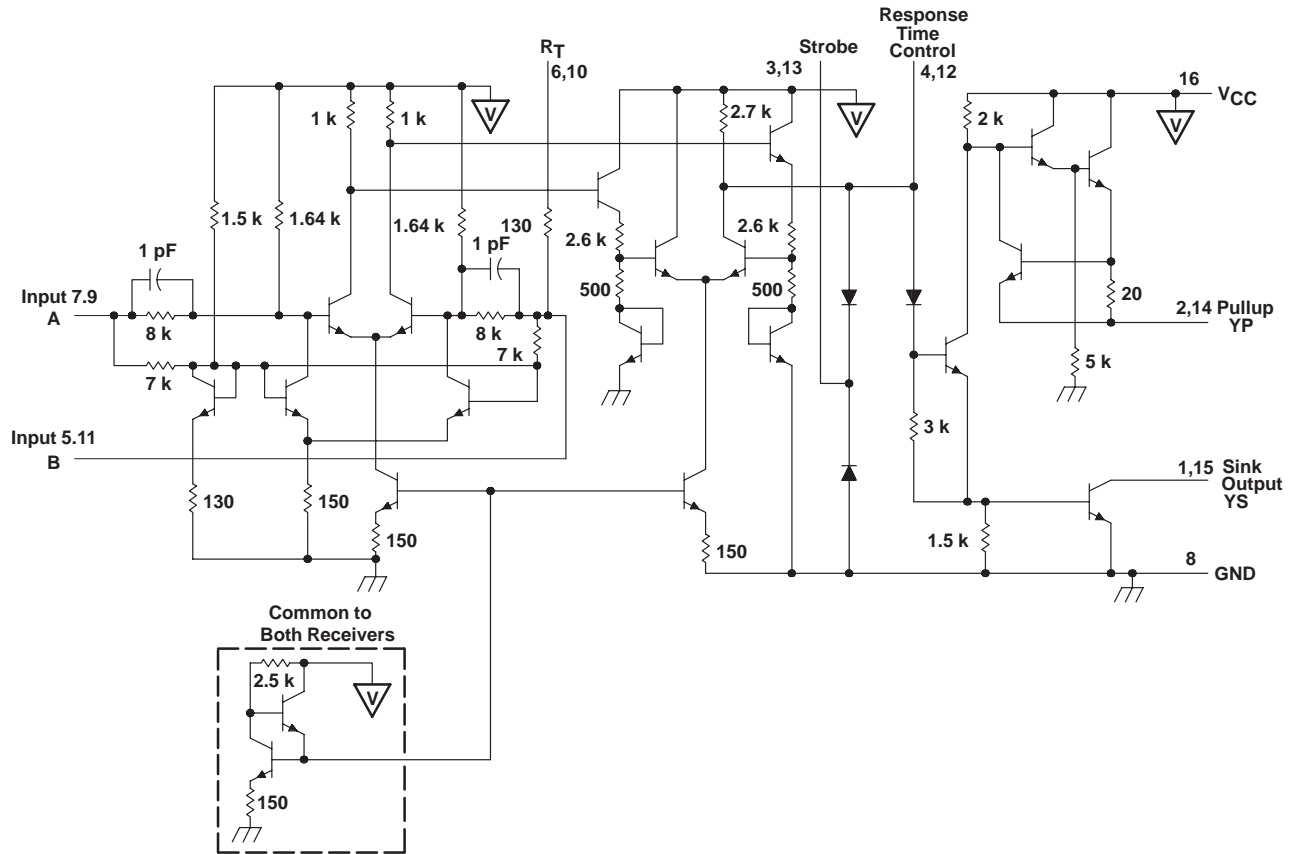 Response
Time
Control
4,12
Strobe
3,13
RT
6,10
16
VCC
V
V
V
1 k
1 k
2.7 k
2 k
1.5 k
1.64 k
1.64 k
130
1 pF
1 pF
2.6 k
2.6 k
Input 7.9
A
8 k
8 k
500
500
20
2,14 Pullup
YP
7 k
7 k
5 k
Input 5.11
B
3 k
130
150
150
150
1,15 Sink
Output
YS
1.5 k
8
GND
Common to
Both Receivers
2.5 k
V
150